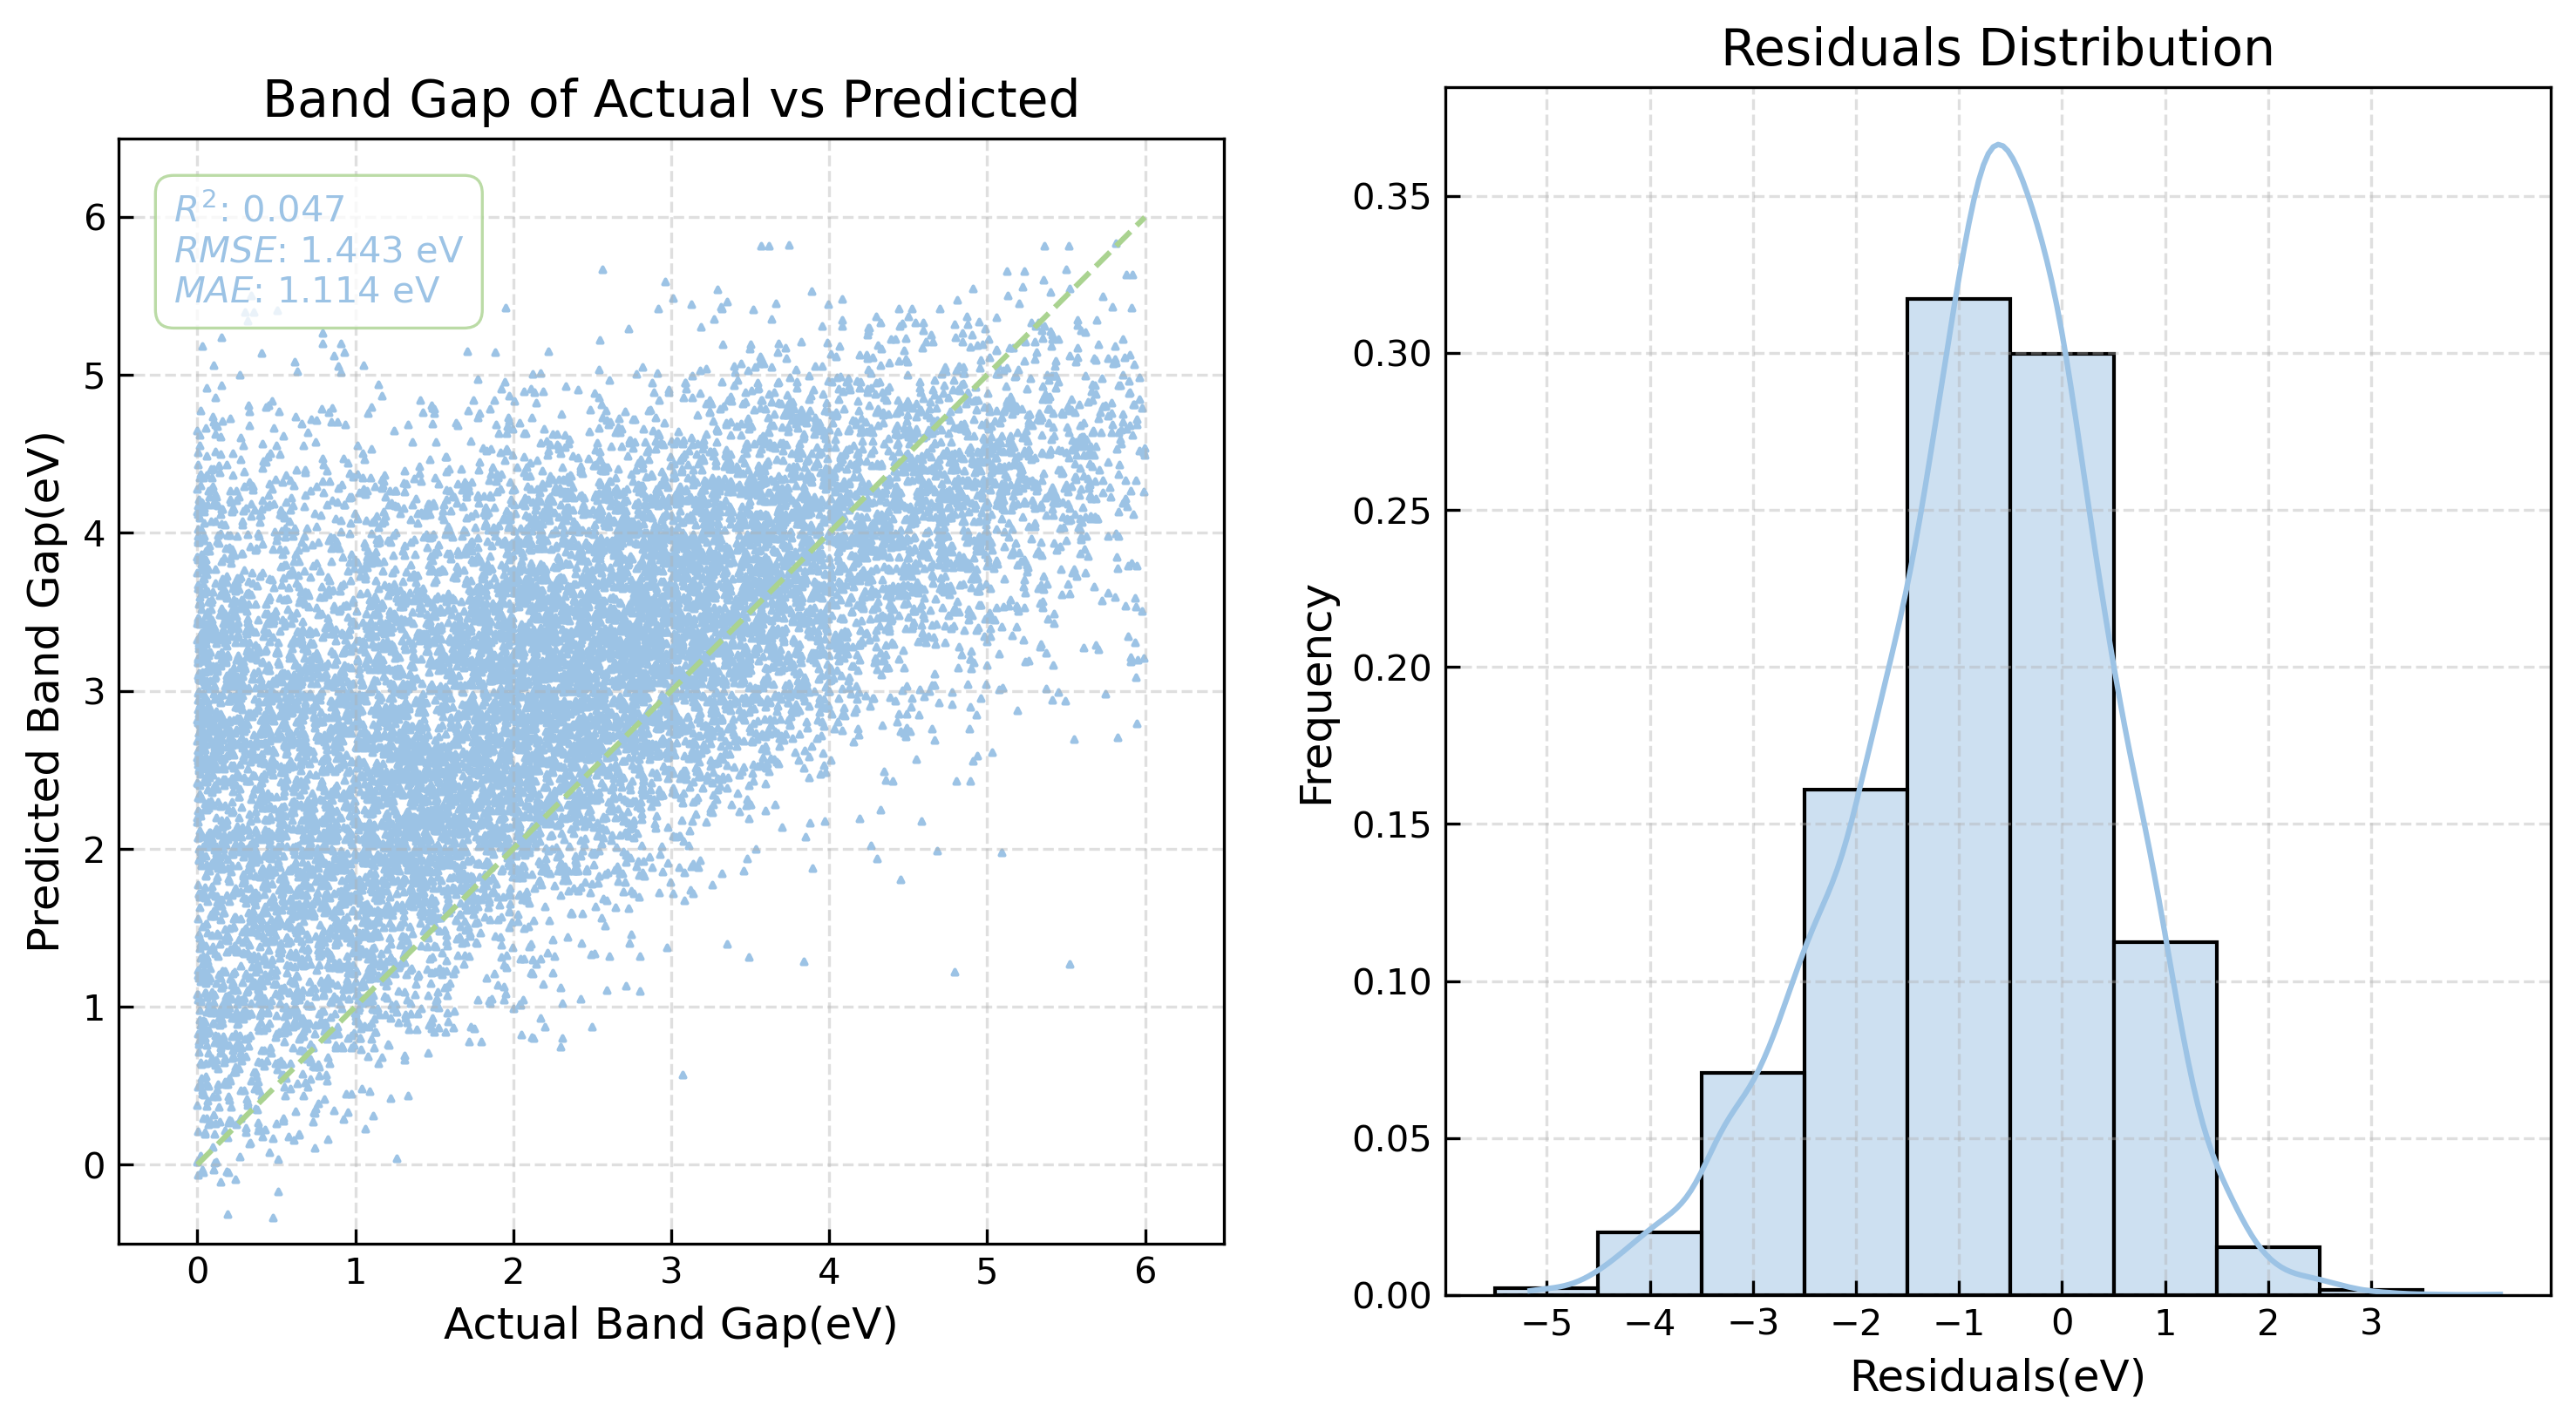 Band Gap of Actual vs Predicted
R²: 0.047
RMSE: 1.443 eV
MAE: 1.114 eV
Predicted Band Gap(eV)
6
5
4
3
2
1
0
0 1 2 3 4 5 6
Actual Band Gap(eV)
Residuals Distribution
Frequency
0.35
0.30
0.25
0.20
0.15
0.10
0.05
0.00
−5 −4 −3 −2 −1 0 1 2 3
Residuals(eV)